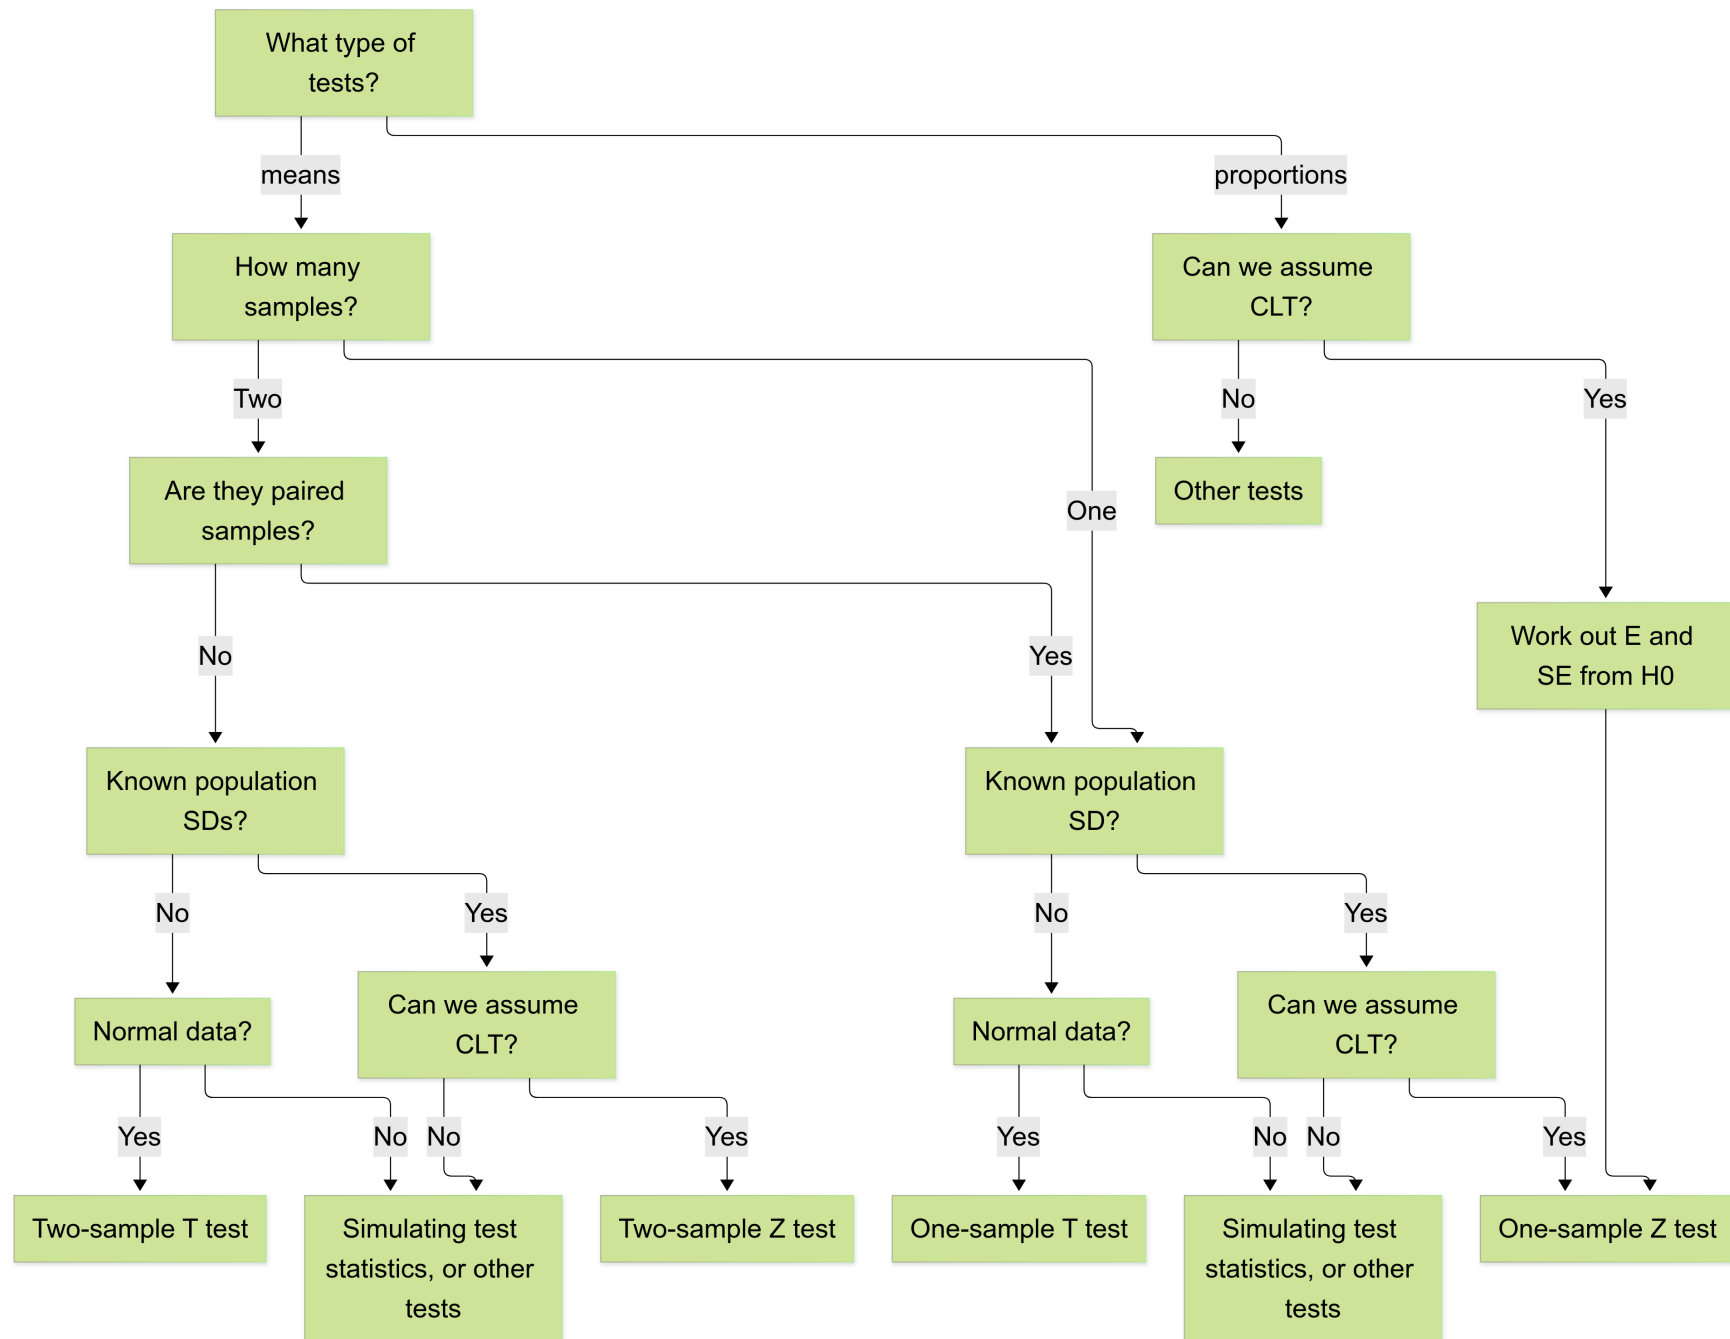 What type of
tests?
means
proportions
How many
samples?
Can we assume
CLT?
Two
No
Yes
Are they paired
samples?
One
Other tests
No
Yes
Work out E and
SE from H0
Known population
SDs?
Known population
SD?
No
Yes
No
Yes
Normal data?
Can we assume
CLT?
Normal data?
Can we assume
CLT?
Yes
No
No
Yes
Yes
No
No
Yes
Two-sample T test
Simulating test
statistics, or other
tests
Two-sample Z test
One-sample T test
Simulating test
statistics, or other
tests
One-sample Z test